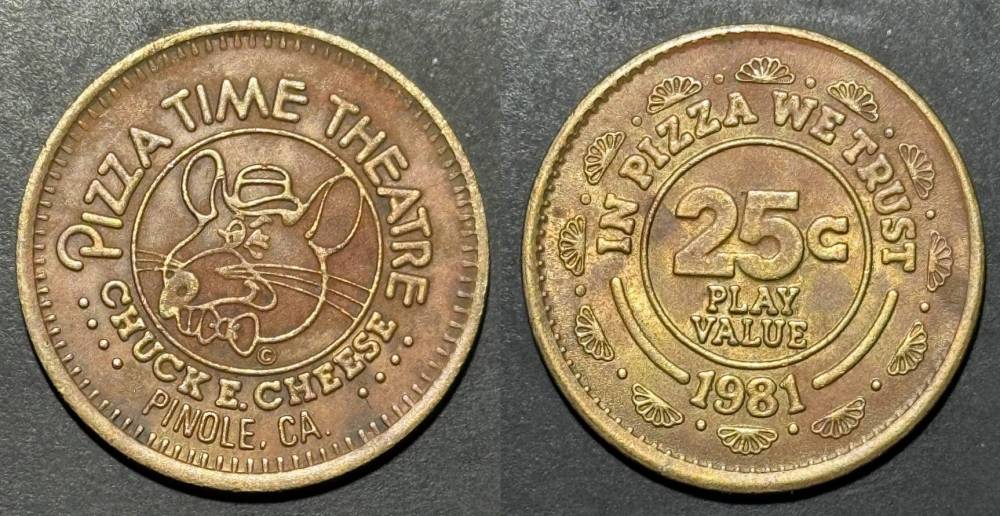 PIZZA TIME THEATRE
©
CHUCK E. CHEESE
PINOLE, CA.
IN PIZZA WE TRUST
25¢
PLAY
VALUE
1981